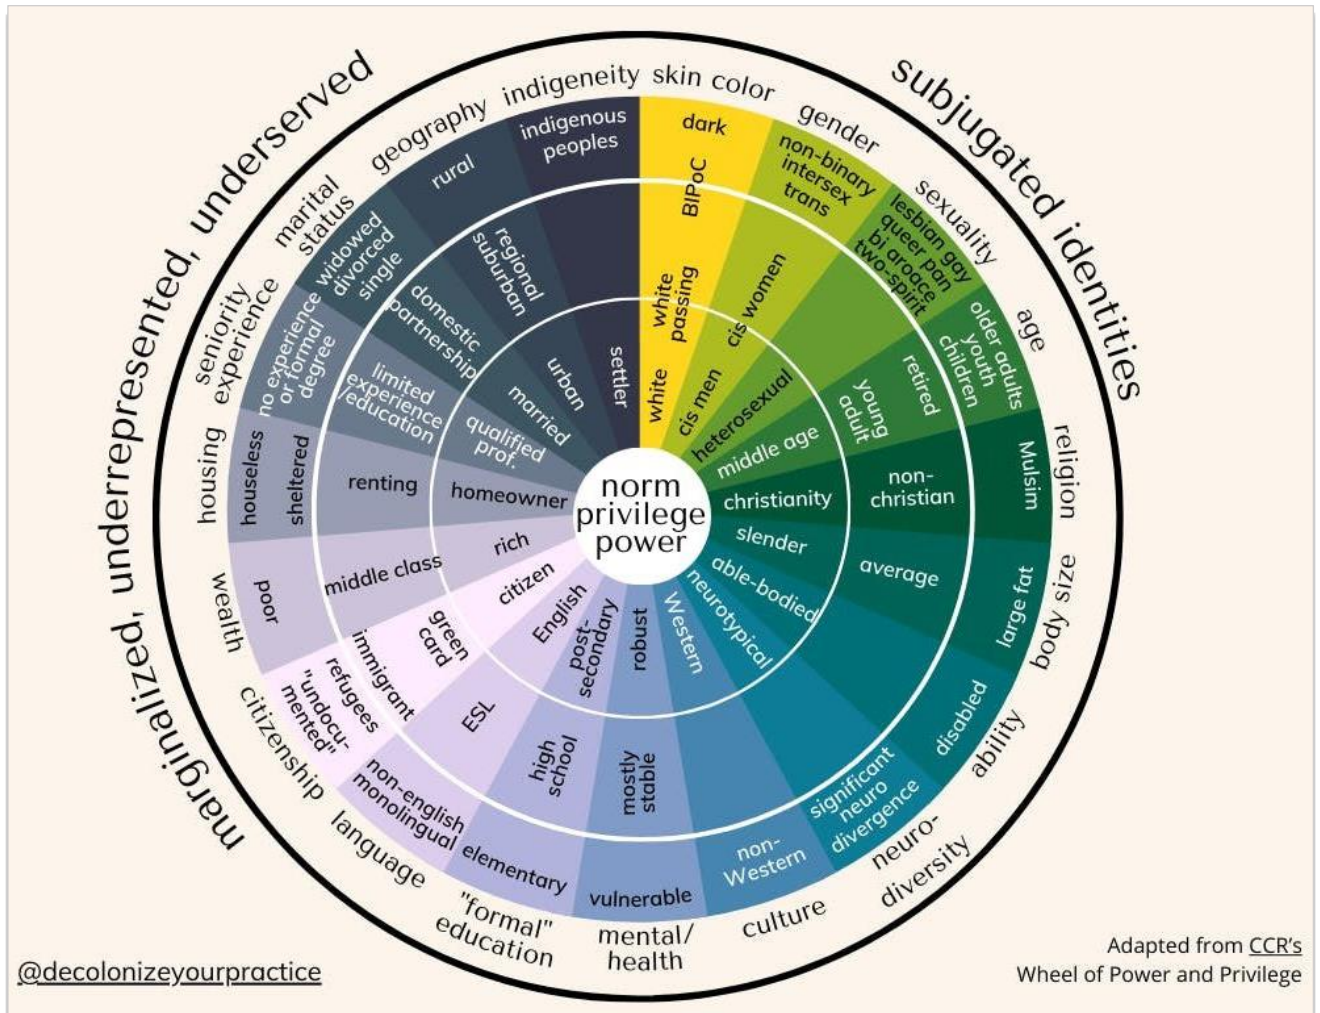 marginalized, underrepresented, underserved
subjugated identities
norm
privilege
power
skin color
dark
BIPoC
white
passing
white
gender
non-binary
intersex
trans
cis women
cis men
sexuality
lesbian gay
queer pan
bi aroace
two-spirit
heterosexual
age
older adults
youth
children
retired
young
adult
middle age
religion
Mulsim
non-
christian
christianity
body size
large fat
average
slender
ability
disabled
able-bodied
neuro-
diversity
significant
neuro
divergence
neurotypical
culture
non-
Western
Western
mental/
health
vulnerable
mostly
stable
robust
"formal"
education
elementary
high
school
post-
secondary
language
non-english
monolingual
ESL
English
citizenship
"undocu-
mented"
refugees
immigrant
green
card
citizen
wealth
poor
middle class
rich
housing
houseless
sheltered
renting
homeowner
seniority
experience
no experience
or formal
degree
limited
experience
/education
qualified
prof.
marital
status
widowed
divorced
single
domestic
partnership
married
geography
rural
regional
suburban
urban
indigeneity
indigenous
peoples
settler
@decolonizeyourpractice
Adapted from CCR's
Wheel of Power and Privilege